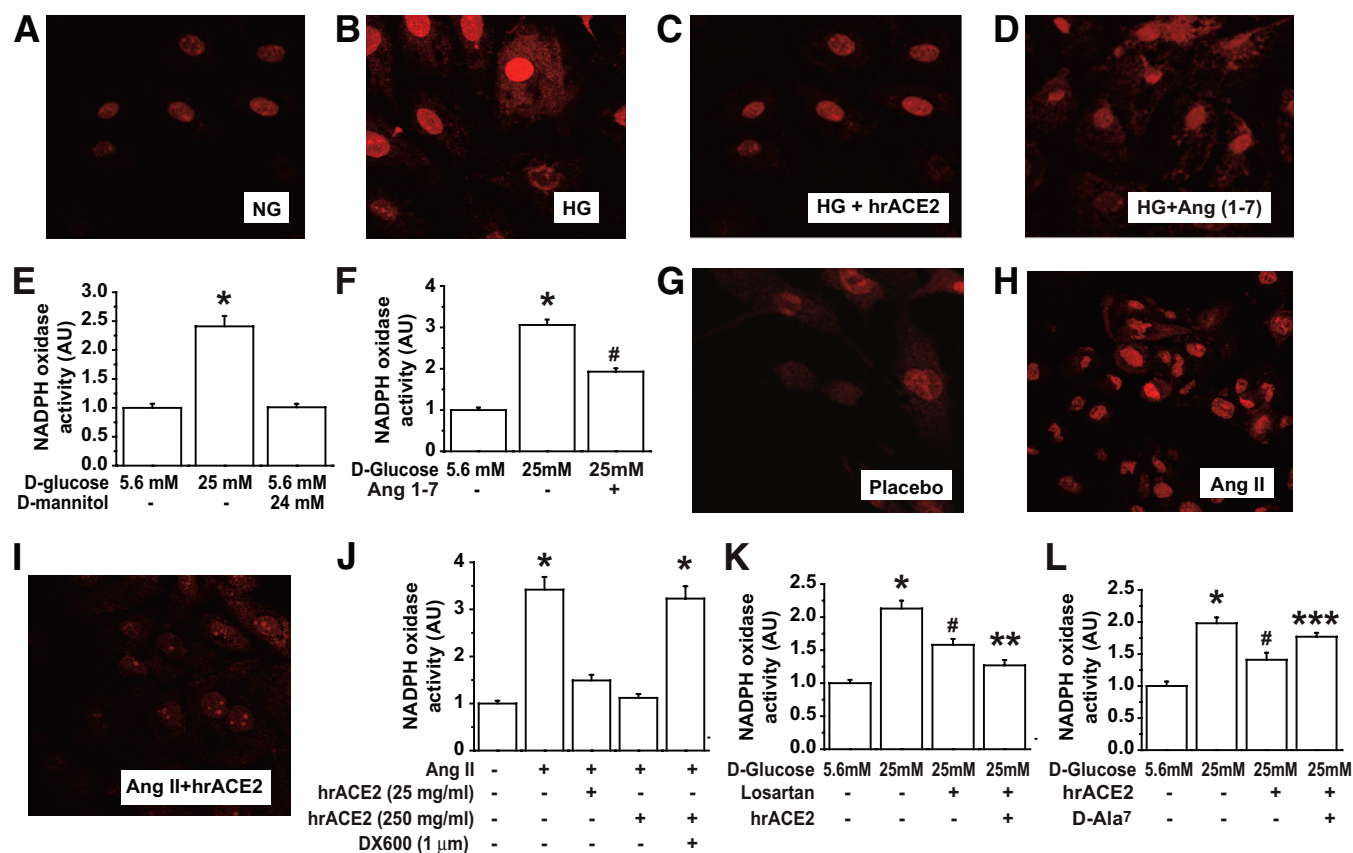 A
B
C
D
NG
HG
HG + hrACE2
HG+Ang (1-7)
E
NADPH oxidase
activity (AU)
3.0
2.5
2.0
1.5
1.0
0.5
0.0
*
D-glucose 5.6 mM 25 mM 5.6 mM
D-mannitol - - 24 mM
F
NADPH oxidase
activity (AU)
4
3
2
1
0
*
#
D-Glucose 5.6 mM 25mM 25mM
Ang 1-7 - - +
G
Placebo
H
Ang II
I
Ang II+hrACE2
J
NADPH oxidase
activity (AU)
4
3
2
1
0
* *
Ang II - + + + +
hrACE2 (25 mg/ml) - - + - -
hrACE2 (250 mg/ml) - - - + +
DX600 (1 μm) - - - - +
K
NADPH oxidase
activity (AU)
2.5
2.0
1.5
1.0
0.5
0.0
*
#
**
D-Glucose 5.6mM 25mM 25mM 25mM
Losartan - - + +
hrACE2 - - - +
L
NADPH oxidase
activity (AU)
2.5
2.0
1.5
1.0
0.5
0.0
*
#
***
D-Glucose 5.6mM 25mM 25mM 25mM
hrACE2 - - + +
D-Ala⁷ - - - +